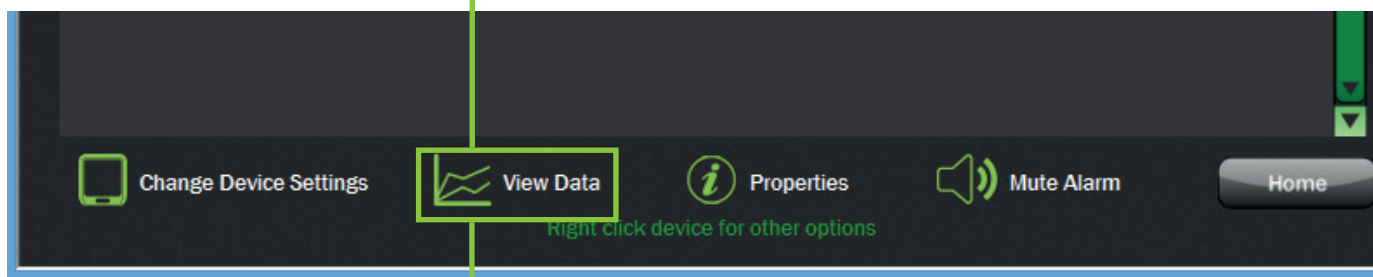 Change Device Settings View Data Properties Mute Alarm Home
Right click device for other options